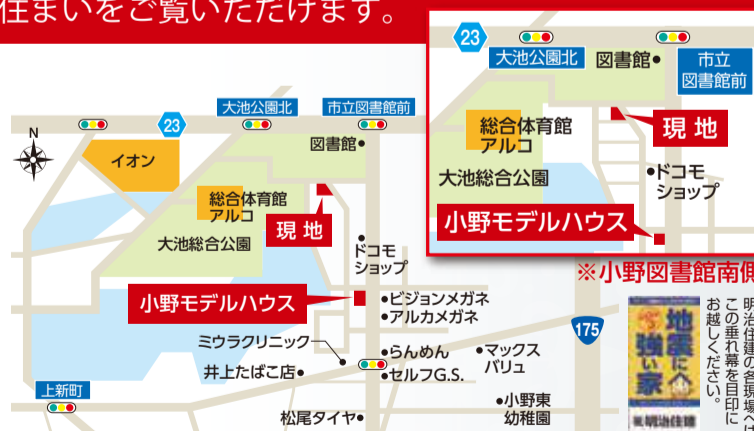 住まいをご覧いただけます。
23
大池公園北
図書館
市立
図書館前
総合体育館
アルコ
現地
大池総合公園
ドコモ
ショップ
小野モデルハウス
※小野図書館南側
N
23
大池公園北
市立図書館前
イオン
図書館
総合体育館
アルコ
大池総合公園
現地
ドコモ
ショップ
小野モデルハウス
ビジョンメガネ
アルカメガネ
ミウラクリニック
らんめん
マックス
バリュ
井上たばこ店
セルフG.S.
上新町
松尾タイヤ
小野東
幼稚園
175
地震に
強い家
明治住建
明治住建の各現場へは
この垂れ幕を目印に
お越しください。